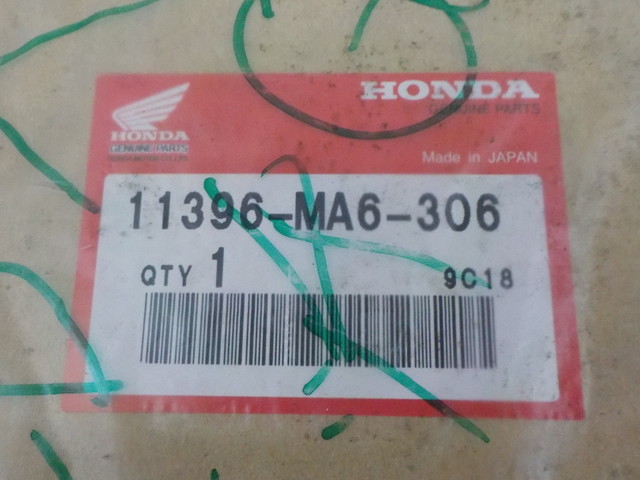 HONDA
GENUINE PARTS
HONDA
GENUINE PARTS
Made in JAPAN
11396-MA6-306
QTY 1
9C18